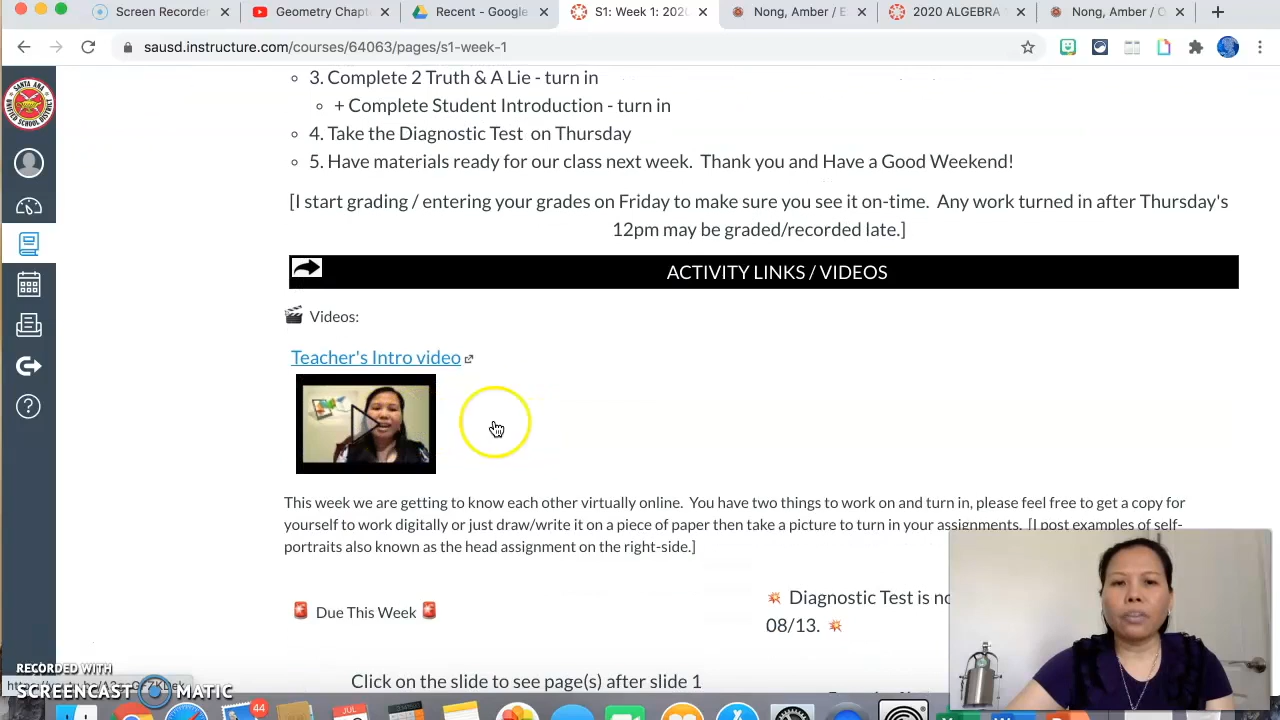 Screen Recorder
Geometry Chapt
Recent - Google
S1: Week 1: 202
Nong, Amber / E
2020 ALGEBRA
Nong, Amber / C
sausd.instructure.com/courses/64063/pages/s1-week-1
SANTA ANA
UNIFIED SCHOOL DISTRICT
3. Complete 2 Truth & A Lie - turn in
+ Complete Student Introduction - turn in
4. Take the Diagnostic Test on Thursday
5. Have materials ready for our class next week. Thank you and Have a Good Weekend!
[I start grading / entering your grades on Friday to make sure you see it on-time. Any work turned in after Thursday's
12pm may be graded/recorded late.]
ACTIVITY LINKS / VIDEOS
Videos:
Teacher's Intro video
This week we are getting to know each other virtually online. You have two things to work on and turn in, please feel free to get a copy for
yourself to work digitally or just draw/write it on a piece of paper then take a picture to turn in your assignments. [I post examples of self-
portraits also known as the head assignment on the right-side.]
Diagnostic Test is no
08/13.
Due This Week
Click on the slide to see page(s) after slide 1
RECORDED WITH
SCREENCAST MATIC
44
JUL